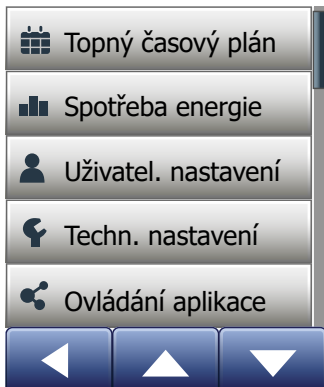 Topný časový plán
Spotřeba energie
Uživatel. nastavení
Techn. nastavení
Ovládání aplikace